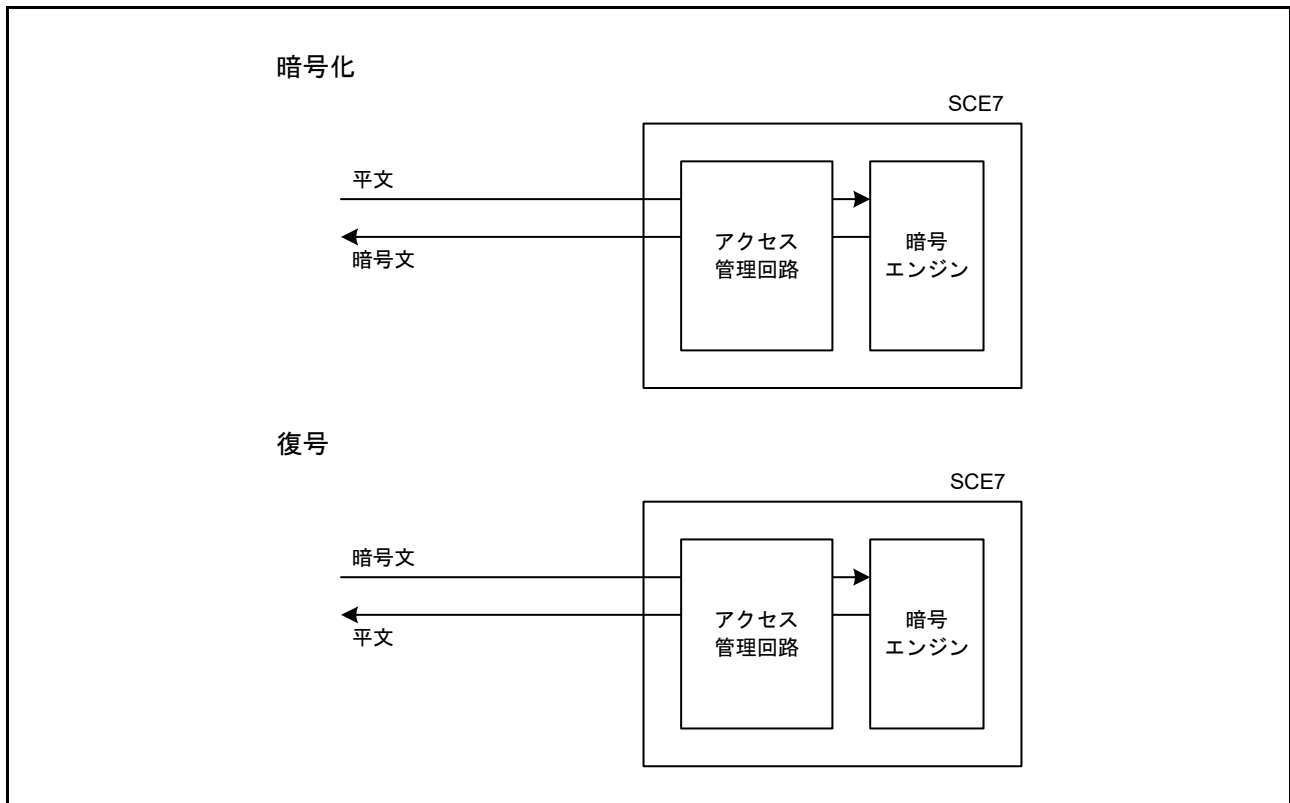 暗号化
SCE7
平文
暗号文
アクセス
管理回路
暗号
エンジン
復号
SCE7
暗号文
平文
アクセス
管理回路
暗号
エンジン